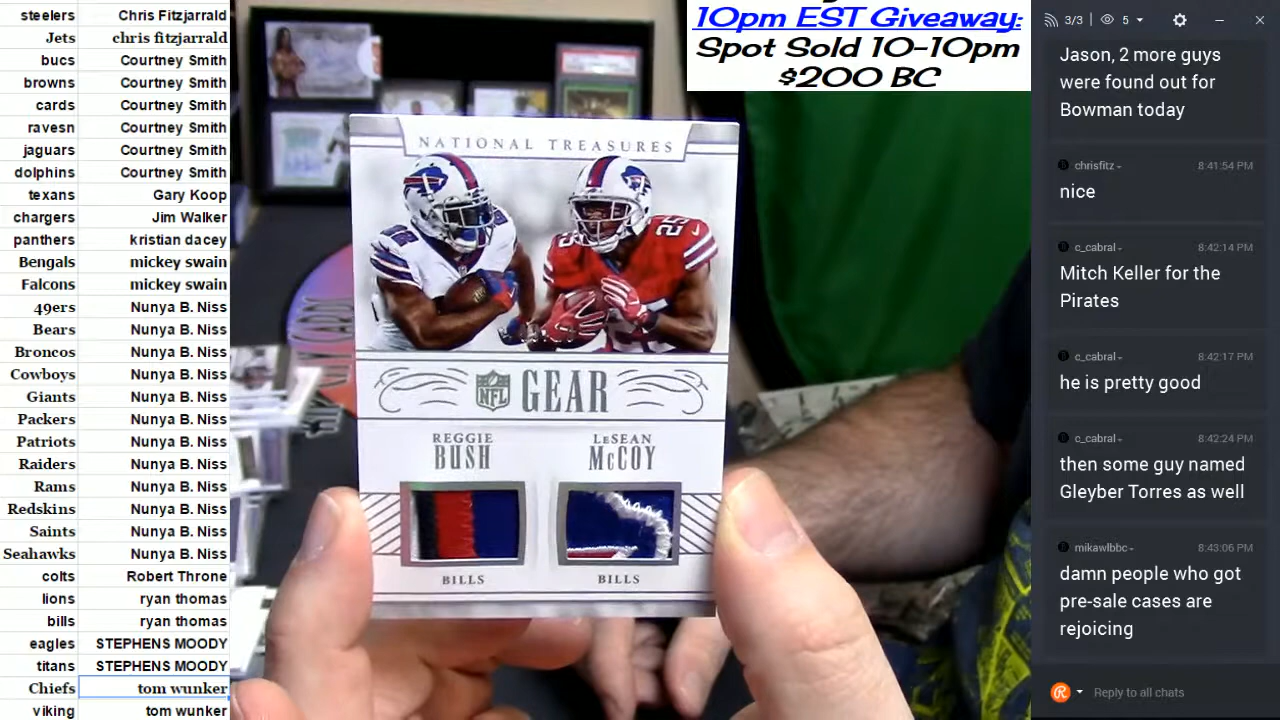 steelers Chris Fitzjarrald
Jets chris fitzjarrald
bucs Courtney Smith
browns Courtney Smith
cards Courtney Smith
ravesn Courtney Smith
jaguars Courtney Smith
dolphins Courtney Smith
texans Gary Koop
chargers Jim Walker
panthers kristian dacey
Bengals mickey swain
Falcons mickey swain
49ers Nunya B. Niss
Bears Nunya B. Niss
Broncos Nunya B. Niss
Cowboys Nunya B. Niss
Giants Nunya B. Niss
Packers Nunya B. Niss
Patriots Nunya B. Niss
Raiders Nunya B. Niss
Rams Nunya B. Niss
Redskins Nunya B. Niss
Saints Nunya B. Niss
Seahawks Nunya B. Niss
colts Robert Throne
lions ryan thomas
bills ryan thomas
eagles STEPHENS MOODY
titans STEPHENS MOODY
Chiefs tom wunker
viking tom wunker
10pm EST Giveaway:
Spot Sold 10-10pm
$200 BC
NATIONAL TREASURES
25
25
NFL GEAR
REGGIE
BUSH
LeSEAN
McCOY
BILLS
BILLS
3/3 5
Jason, 2 more guys
were found out for
Bowman today
chrisfitz 8:41:54 PM
nice
c_cabral 8:42:14 PM
Mitch Keller for the
Pirates
c_cabral 8:42:17 PM
he is pretty good
c_cabral 8:42:24 PM
then some guy named
Gleyber Torres as well
mikawlbbc 8:43:06 PM
damn people who got
pre-sale cases are
rejoicing
Reply to all chats